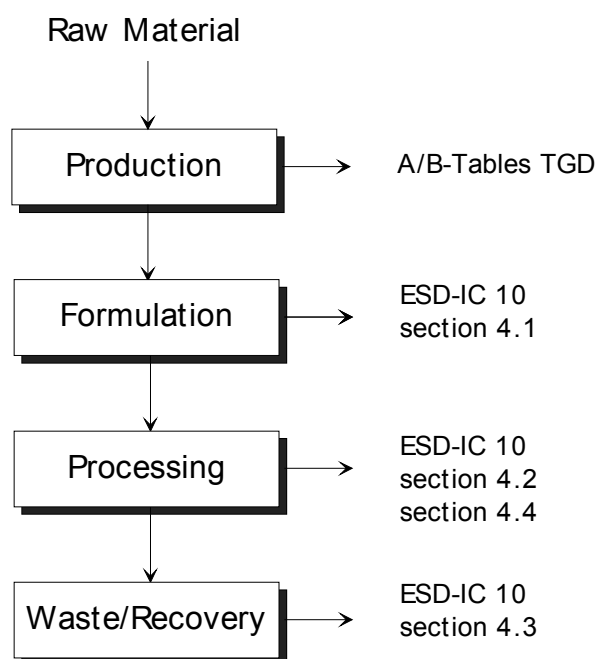 Raw Material
Production
A/B-Tables TGD
Formulation
ESD-IC 10
section 4.1
Processing
ESD-IC 10
section 4.2
section 4.4
Waste/Recovery
ESD-IC 10
section 4.3